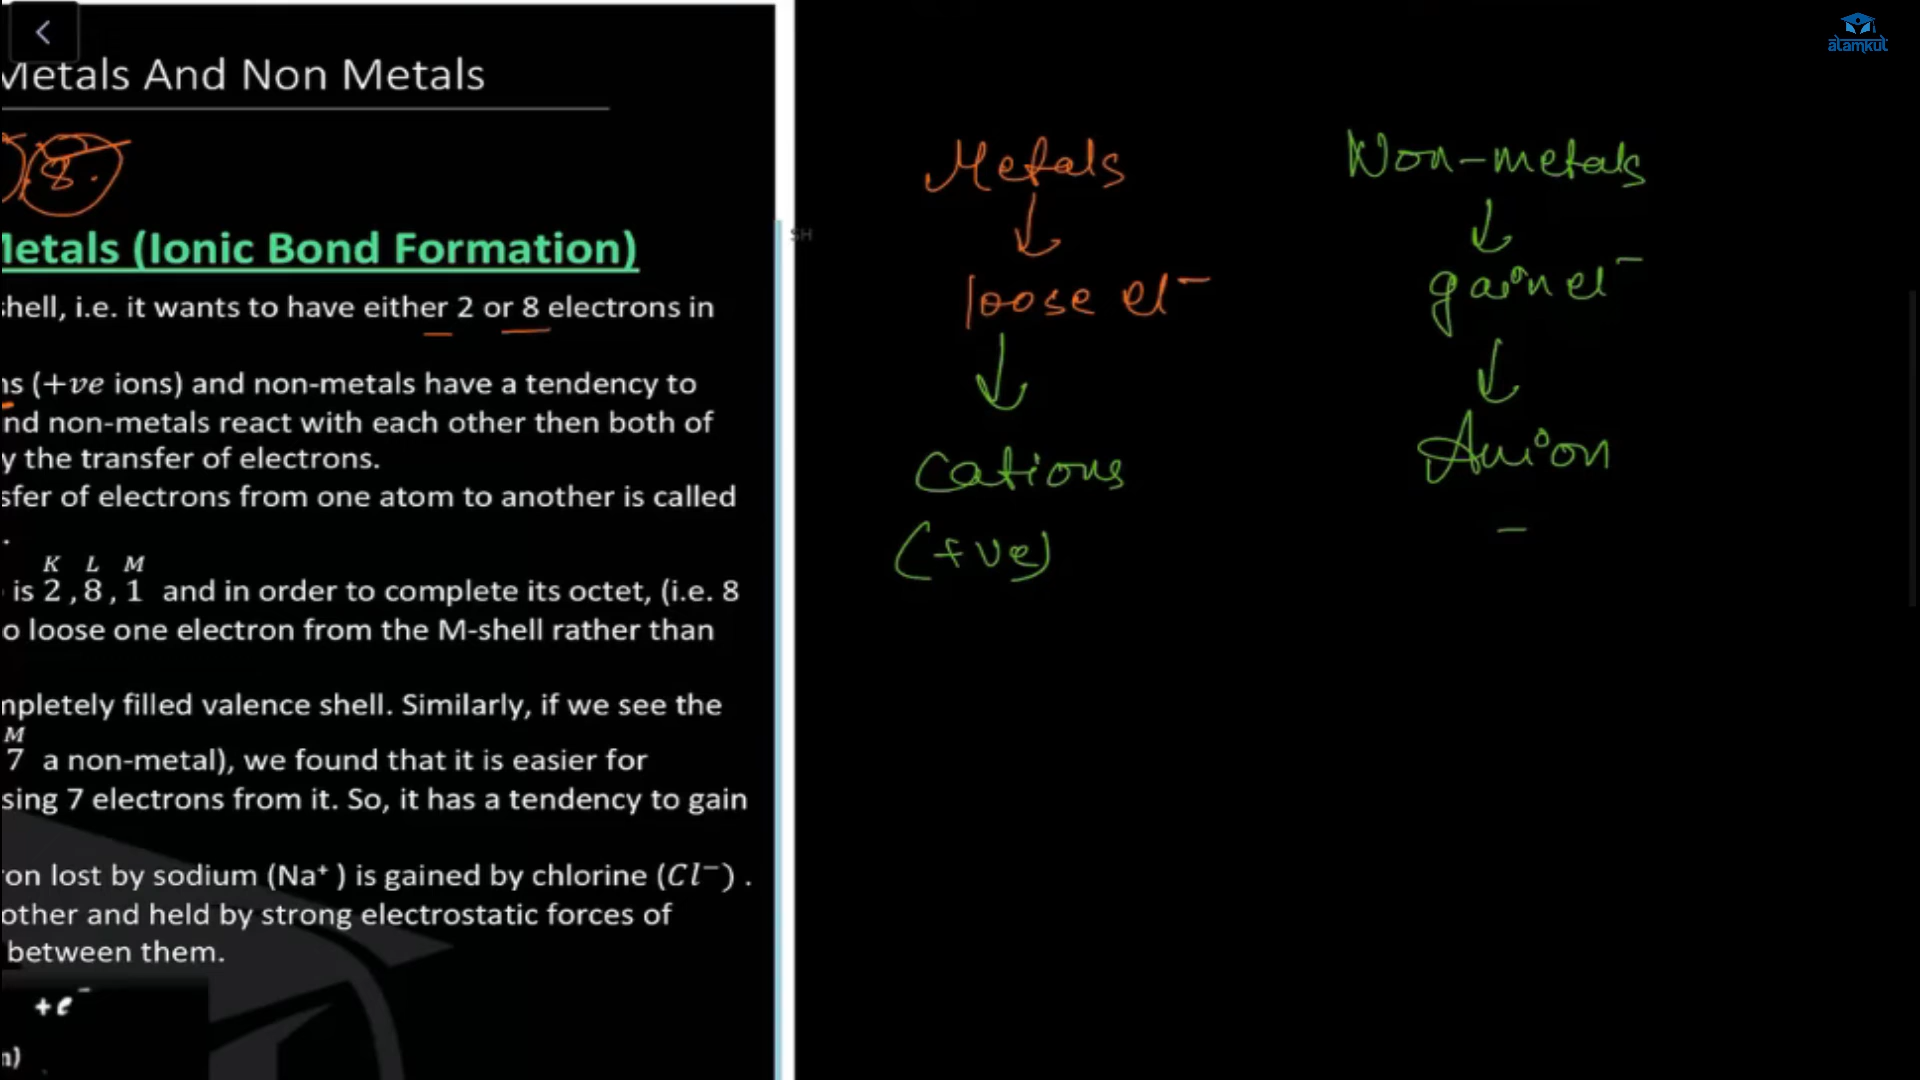 Metals And Non Metals
8.
Metals (Ionic Bond Formation)
shell, i.e. it wants to have either 2 or 8 electrons in
ns (+ve ions) and non-metals have a tendency to
nd non-metals react with each other then both of
y the transfer of electrons.
sfer of electrons from one atom to another is called
.
K L M
is 2 , 8 , 1 and in order to complete its octet, (i.e. 8
o loose one electron from the M-shell rather than
mpletely filled valence shell. Similarly, if we see the
M
7 a non-metal), we found that it is easier for
sing 7 electrons from it. So, it has a tendency to gain
ron lost by sodium (Na⁺ ) is gained by chlorine (Cl⁻) .
other and held by strong electrostatic forces of
between them.
+e⁻
n)
SH
Metals
loose el⁻
Cations
(+ve)
Non-metals
gain el⁻
Anion
−
atamkul